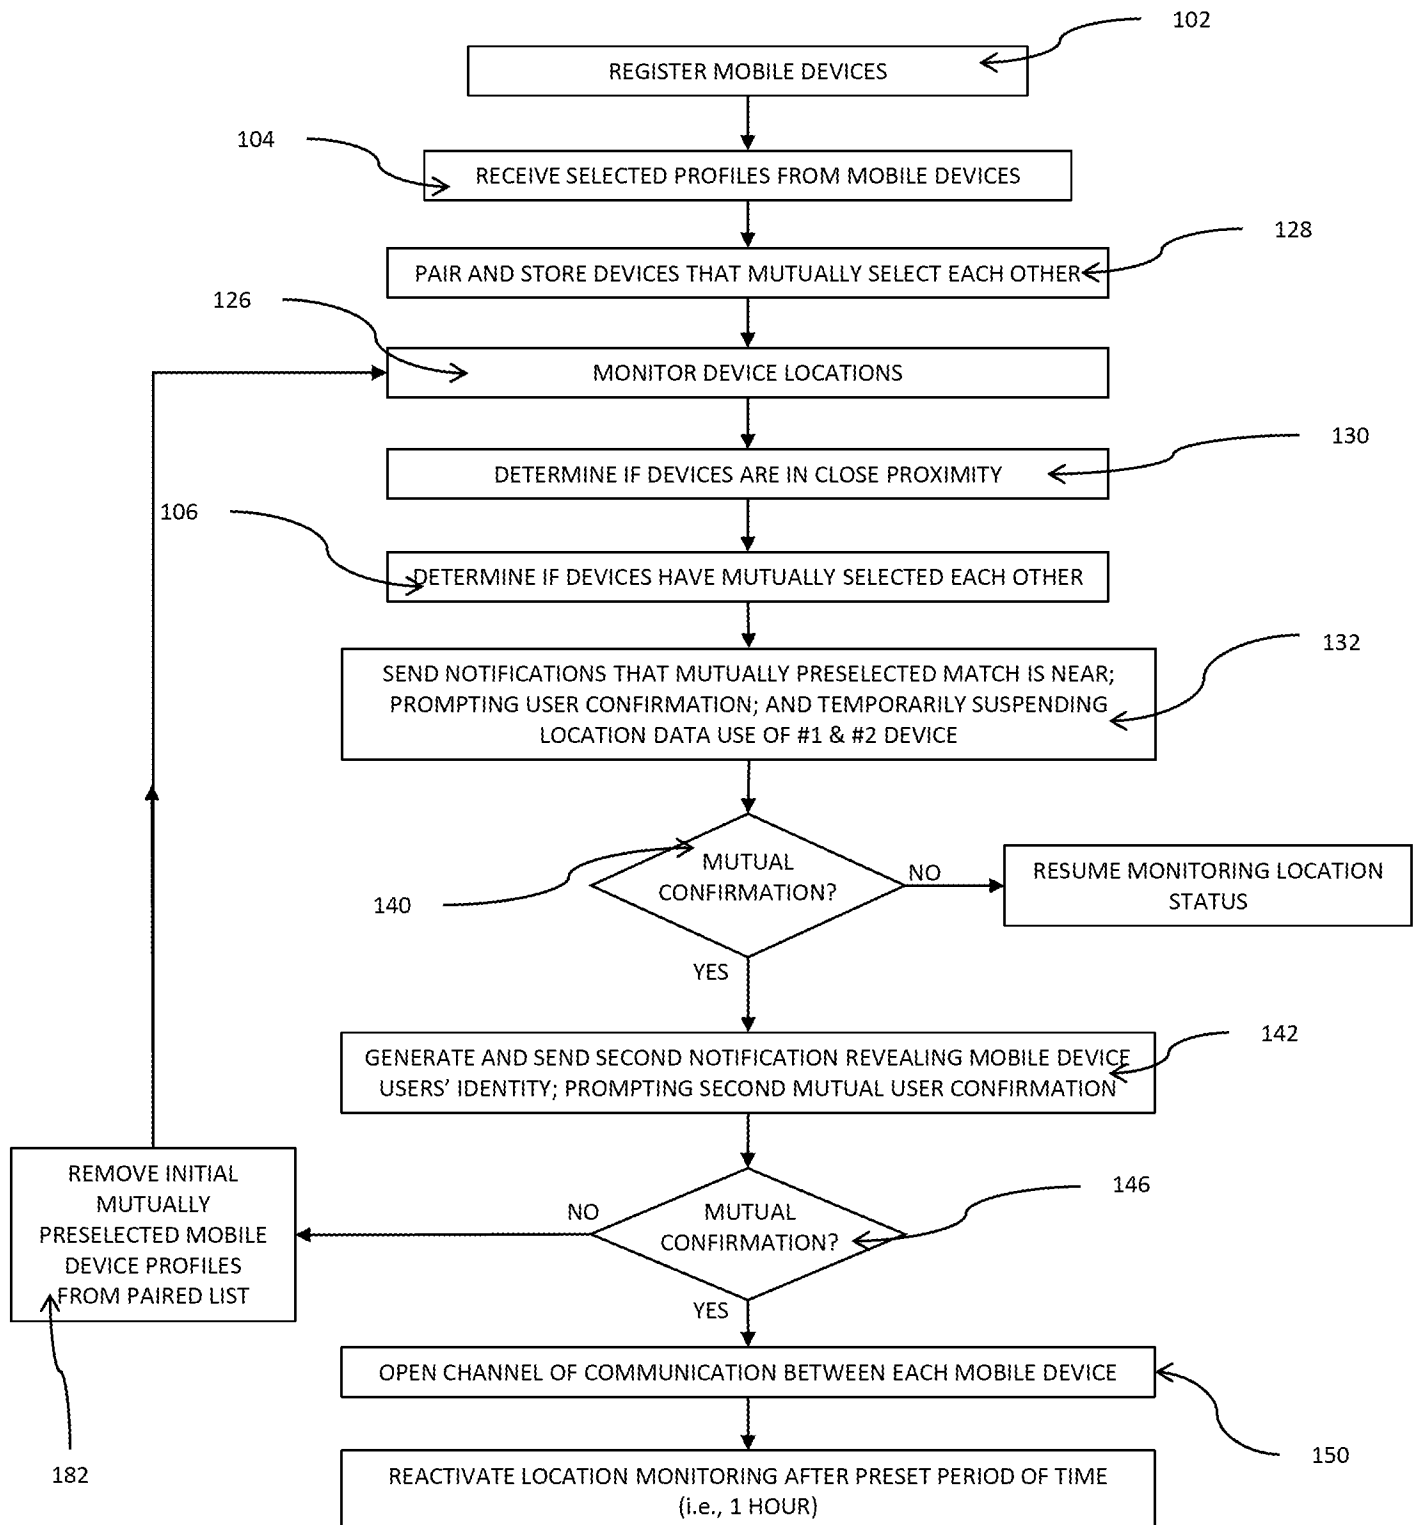 102
REGISTER MOBILE DEVICES
104
RECEIVE SELECTED PROFILES FROM MOBILE DEVICES
128
PAIR AND STORE DEVICES THAT MUTUALLY SELECT EACH OTHER
126
MONITOR DEVICE LOCATIONS
130
DETERMINE IF DEVICES ARE IN CLOSE PROXIMITY
106
DETERMINE IF DEVICES HAVE MUTUALLY SELECTED EACH OTHER
132
SEND NOTIFICATIONS THAT MUTUALLY PRESELECTED MATCH IS NEAR;
PROMPTING USER CONFIRMATION; AND TEMPORARILY SUSPENDING
LOCATION DATA USE OF #1 & #2 DEVICE
140
MUTUAL
CONFIRMATION?
NO
RESUME MONITORING LOCATION
STATUS
YES
142
GENERATE AND SEND SECOND NOTIFICATION REVEALING MOBILE DEVICE
USERS’ IDENTITY; PROMPTING SECOND MUTUAL USER CONFIRMATION
146
MUTUAL
CONFIRMATION?
NO
REMOVE INITIAL
MUTUALLY
PRESELECTED MOBILE
DEVICE PROFILES
FROM PAIRED LIST
182
YES
OPEN CHANNEL OF COMMUNICATION BETWEEN EACH MOBILE DEVICE
150
REACTIVATE LOCATION MONITORING AFTER PRESET PERIOD OF TIME
(i.e., 1 HOUR)